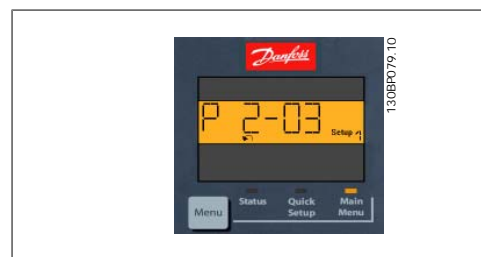 Danfoss
P 2-03
Setup 1
Status Quick Setup Main Menu
Menu
130BP079.10